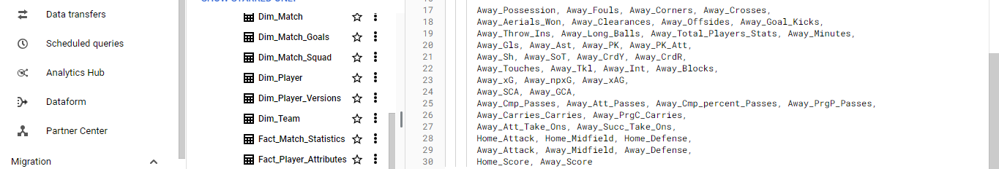 Data transfers
Scheduled queries
Analytics Hub
Dataform
Partner Center
Migration
Dim_Match
Dim_Match_Goals
Dim_Match_Squad
Dim_Player
Dim_Player_Versions
Dim_Team
Fact_Match_Statistics
Fact_Player_Attributes
17 Away_Possession, Away_Fouls, Away_Corners, Away_Crosses,
18 Away_Aerials_Won, Away_Clearances, Away_Offsides, Away_Goal_Kicks,
19 Away_Throw_Ins, Away_Long_Balls, Away_Total_Players_Stats, Away_Minutes,
20 Away_Gls, Away_Ast, Away_PK, Away_PK_Att,
21 Away_Sh, Away_SoT, Away_CrdY, Away_CrdR,
22 Away_Touches, Away_Tkl, Away_Int, Away_Blocks,
23 Away_xG, Away_npxG, Away_xAG,
24 Away_SCA, Away_GCA,
25 Away_Cmp_Passes, Away_Att_Passes, Away_Cmp_percent_Passes, Away_PrgP_Passes,
26 Away_Carries_Carries, Away_PrgC_Carries,
27 Away_Att_Take_Ons, Away_Succ_Take_Ons,
28 Home_Attack, Home_Midfield, Home_Defense,
29 Away_Attack, Away_Midfield, Away_Defense,
30 Home_Score, Away_Score